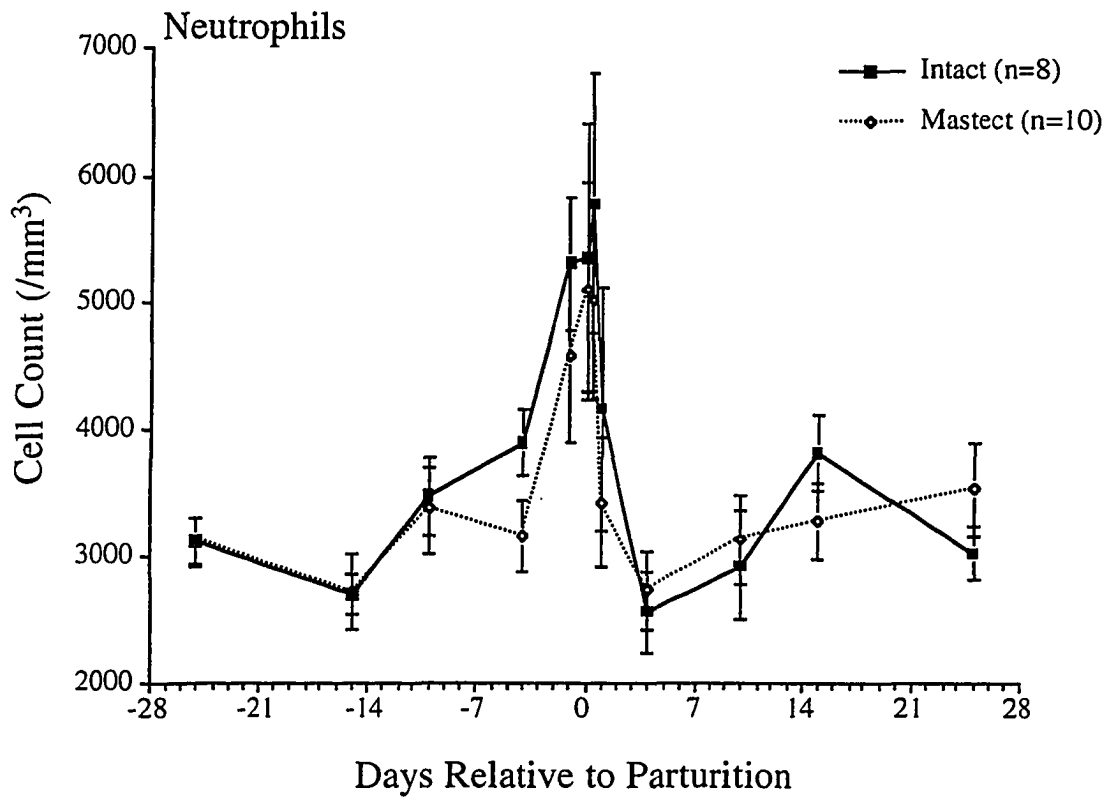 Neutrophils
Intact (n=8)
Mastect (n=10)
Cell Count (/mm³)
7000
6000
5000
4000
3000
2000
-28 -21 -14 -7 0 7 14 21 28
Days Relative to Parturition